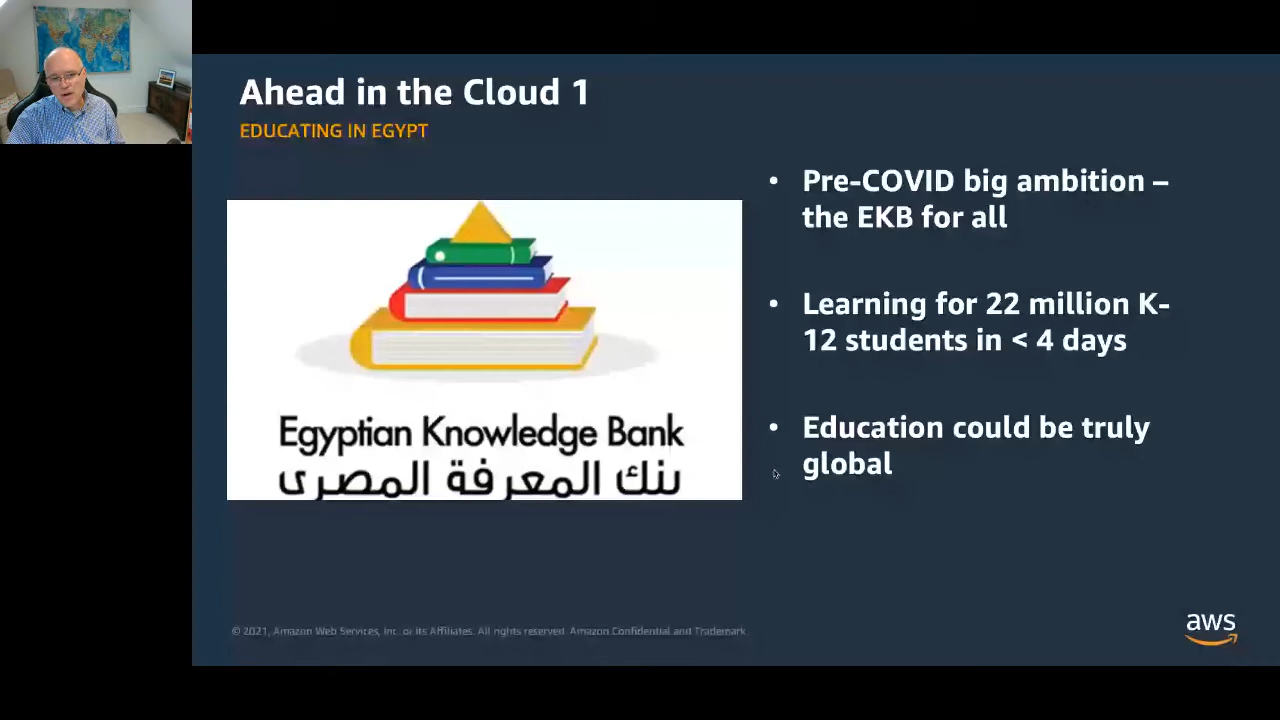 Ahead in the Cloud 1
EDUCATING IN EGYPT
Egyptian Knowledge Bank
بنك المعرفة المصرى
• Pre-COVID big ambition –
the EKB for all
• Learning for 22 million K-
12 students in < 4 days
• Education could be truly
global
© 2021, Amazon Web Services, Inc. or its Affiliates. All rights reserved. Amazon Confidential and Trademark.
aws